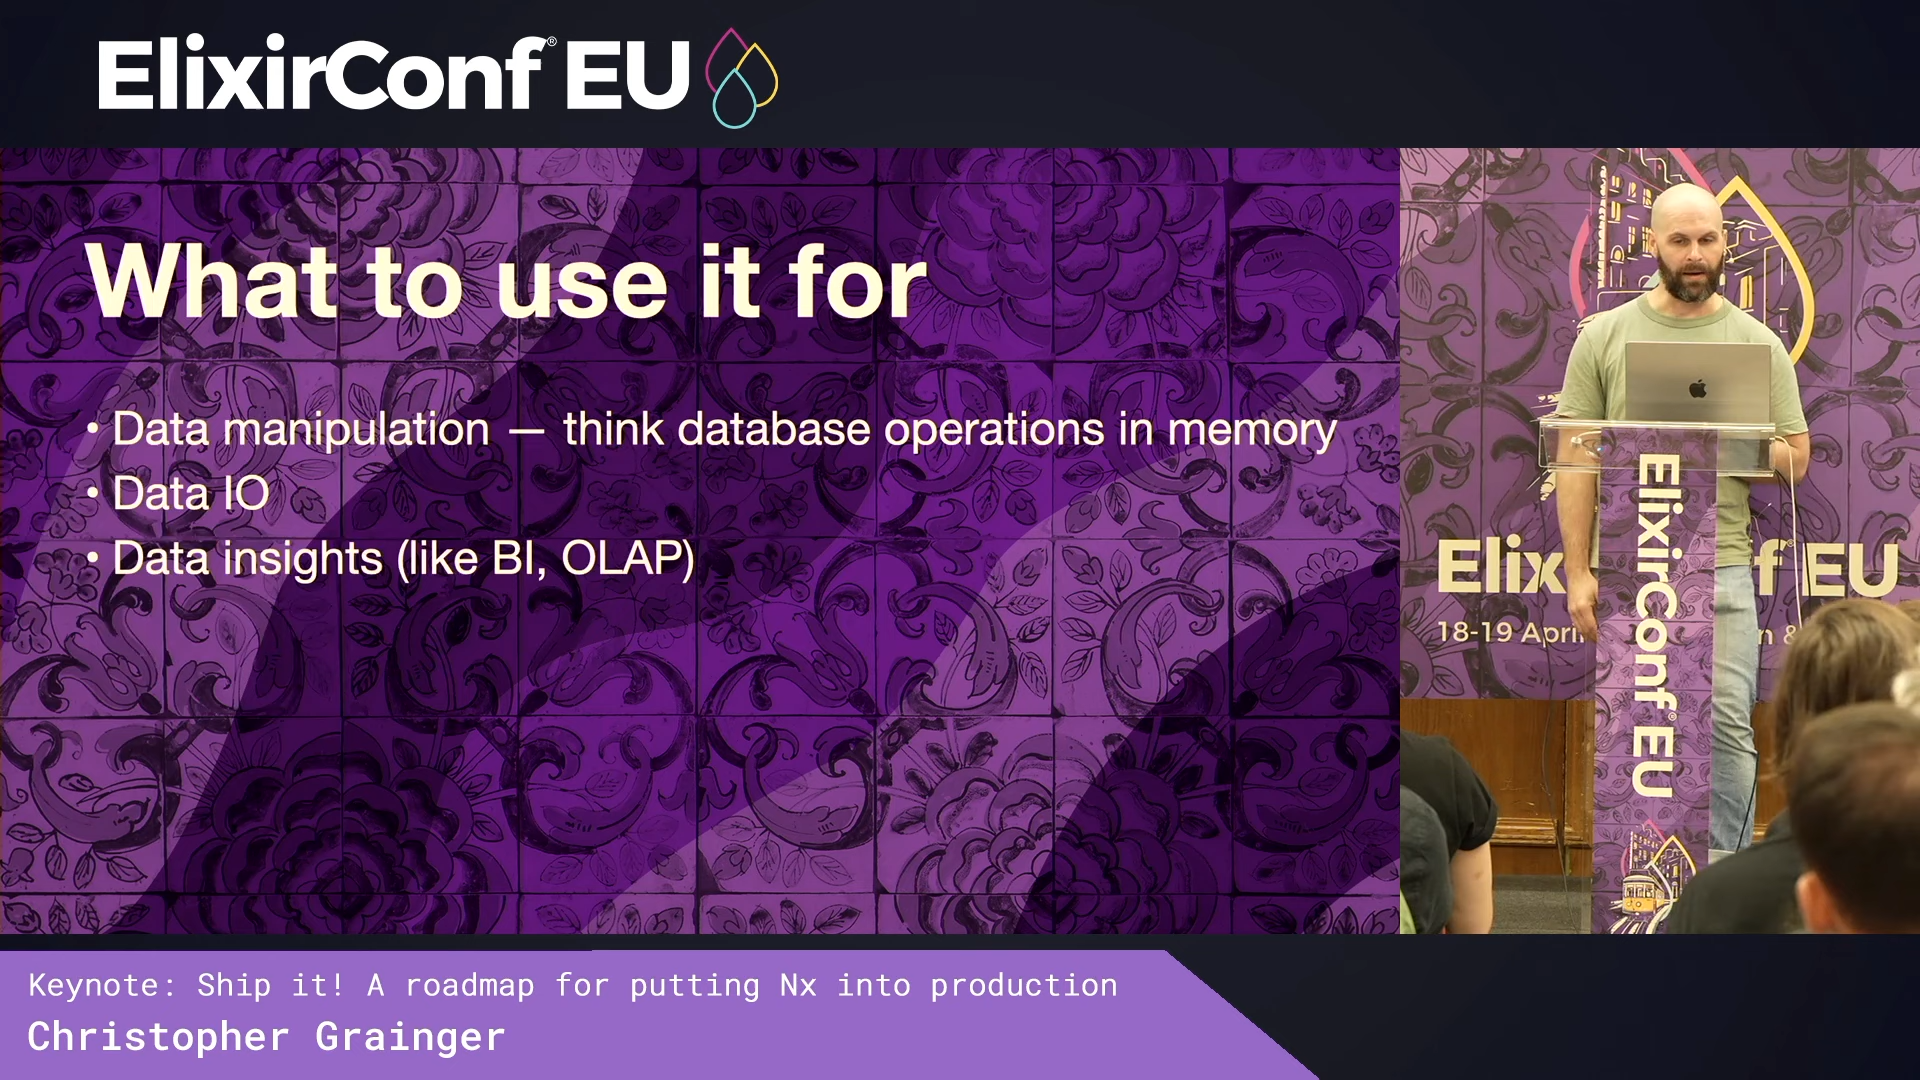 ElixirConf® EU
What to use it for
• Data manipulation — think database operations in memory
• Data IO
• Data insights (like BI, OLAP)
ElixirConf® EU
Elix f® EU
18-19 Apri n &
Keynote: Ship it! A roadmap for putting Nx into production
Christopher Grainger